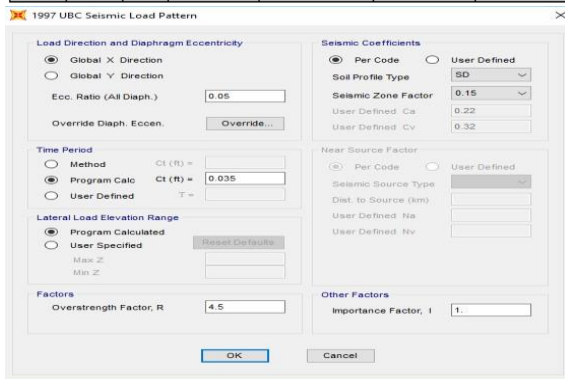 1997 UBC Seismic Load Pattern
Load Direction and Diaphragm Eccentricity
Global X Direction
Global Y Direction
Ecc. Ratio (All Diaph.) 0.05
Override Diaph. Eccen. Override...
Time Period
Method Ct (ft) =
Program Calc Ct (ft) = 0.035
User Defined T =
Lateral Load Elevation Range
Program Calculated
User Specified Reset Defaults
Max Z
Min Z
Factors
Overstrength Factor, R 4.5
Seismic Coefficients
Per Code User Defined
Soil Profile Type SD
Seismic Zone Factor 0.15
User Defined Ca 0.22
User Defined Cv 0.32
Near Source Factor
Per Code User Defined
Seismic Source Type
Dist. to Source (km)
User Defined Na
User Defined Nv
Other Factors
Importance Factor, I 1.
OK Cancel